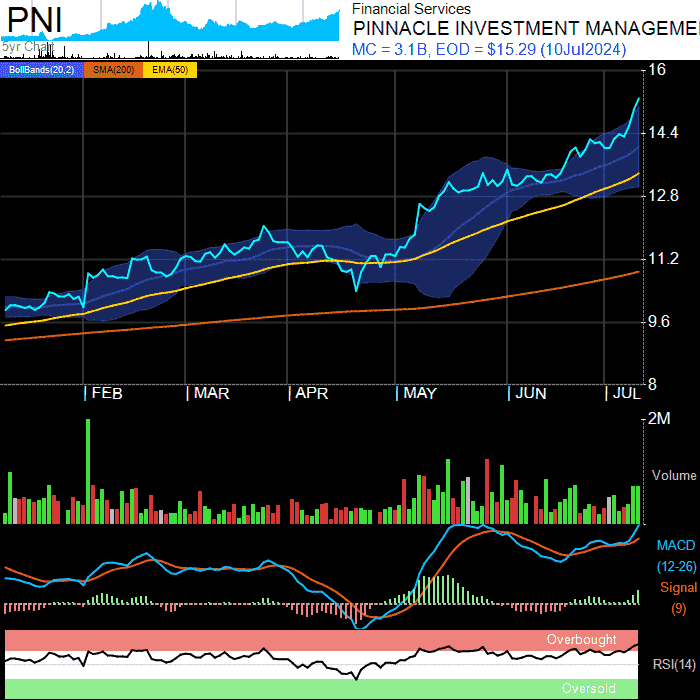 PNI
Financial Services
PINNACLE INVESTMENT MANAGEME
5yr Chart
MC = 3.1B, EOD = $15.29 (10Jul2024)
BollBands(20,2) SMA(200) EMA(50)
16
14.4
12.8
11.2
9.6
8
FEB MAR APR MAY JUN JUL
2M
Volume
MACD
(12-26)
Signal
(9)
Overbought
RSI(14)
Oversold